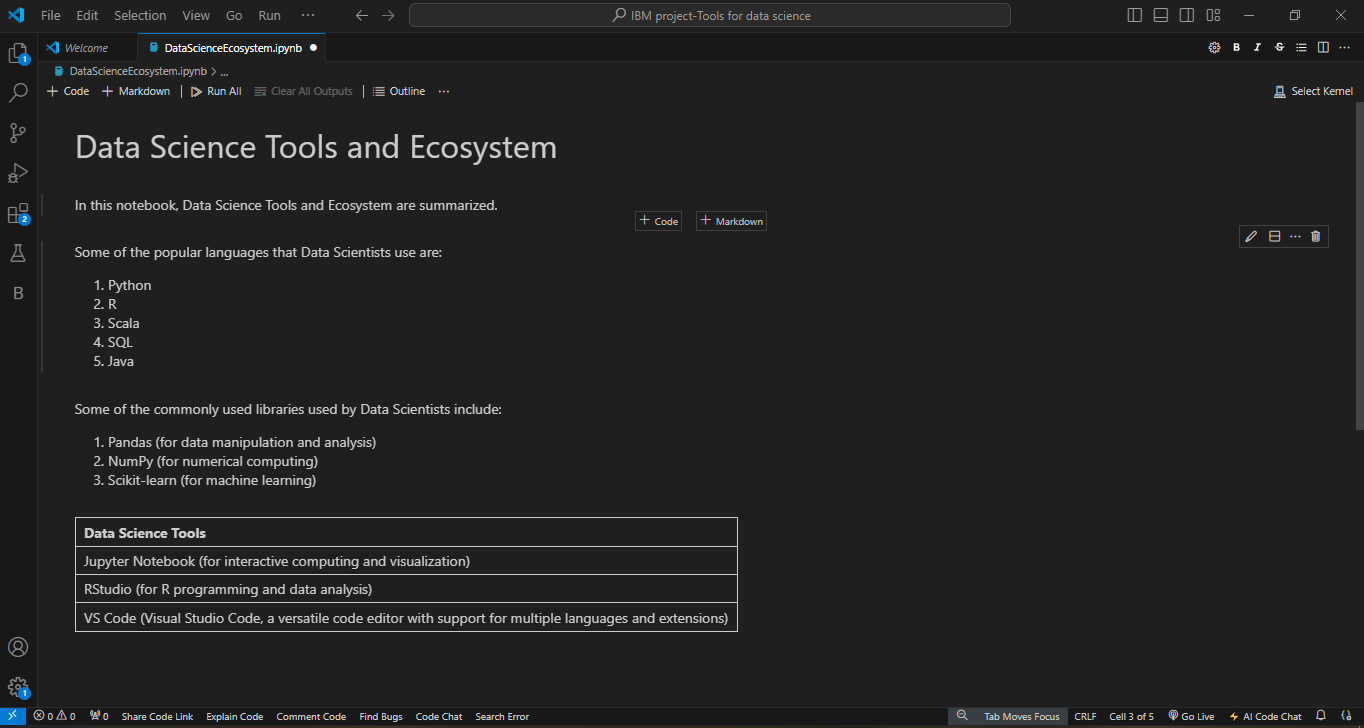 File Edit Selection View Go Run ··· IBM project-Tools for data science
Welcome DataScienceEcosystem.ipynb B I S
DataScienceEcosystem.ipynb > ...
+ Code + Markdown | Run All Clear All Outputs | Outline ··· Select Kernel
Data Science Tools and Ecosystem
In this notebook, Data Science Tools and Ecosystem are summarized.
+ Code + Markdown
Some of the popular languages that Data Scientists use are:
1. Python
2. R
3. Scala
4. SQL
5. Java
Some of the commonly used libraries used by Data Scientists include:
1. Pandas (for data manipulation and analysis)
2. NumPy (for numerical computing)
3. Scikit-learn (for machine learning)
Data Science Tools
Jupyter Notebook (for interactive computing and visualization)
RStudio (for R programming and data analysis)
VS Code (Visual Studio Code, a versatile code editor with support for multiple languages and extensions)
1
2
B
1
0 0 0 Share Code Link Explain Code Comment Code Find Bugs Code Chat Search Error Tab Moves Focus CRLF Cell 3 of 5 Go Live AI Code Chat